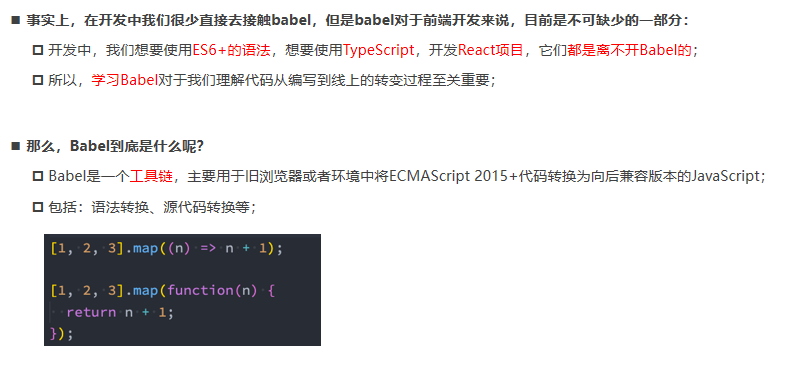 ■ 事实上，在开发中我们很少直接去接触babel，但是babel对于前端开发来说，目前是不可缺少的一部分：
□ 开发中，我们想要使用ES6+的语法，想要使用TypeScript，开发React项目，它们都是离不开Babel的；
□ 所以，学习Babel对于我们理解代码从编写到线上的转变过程至关重要；
■ 那么，Babel到底是什么呢？
□ Babel是一个工具链，主要用于旧浏览器或者环境中将ECMAScript 2015+代码转换为向后兼容版本的JavaScript；
□ 包括：语法转换、源代码转换等；
[1, 2, 3].map((n) => n + 1);
[1, 2, 3].map(function(n) {
  return n + 1;
});